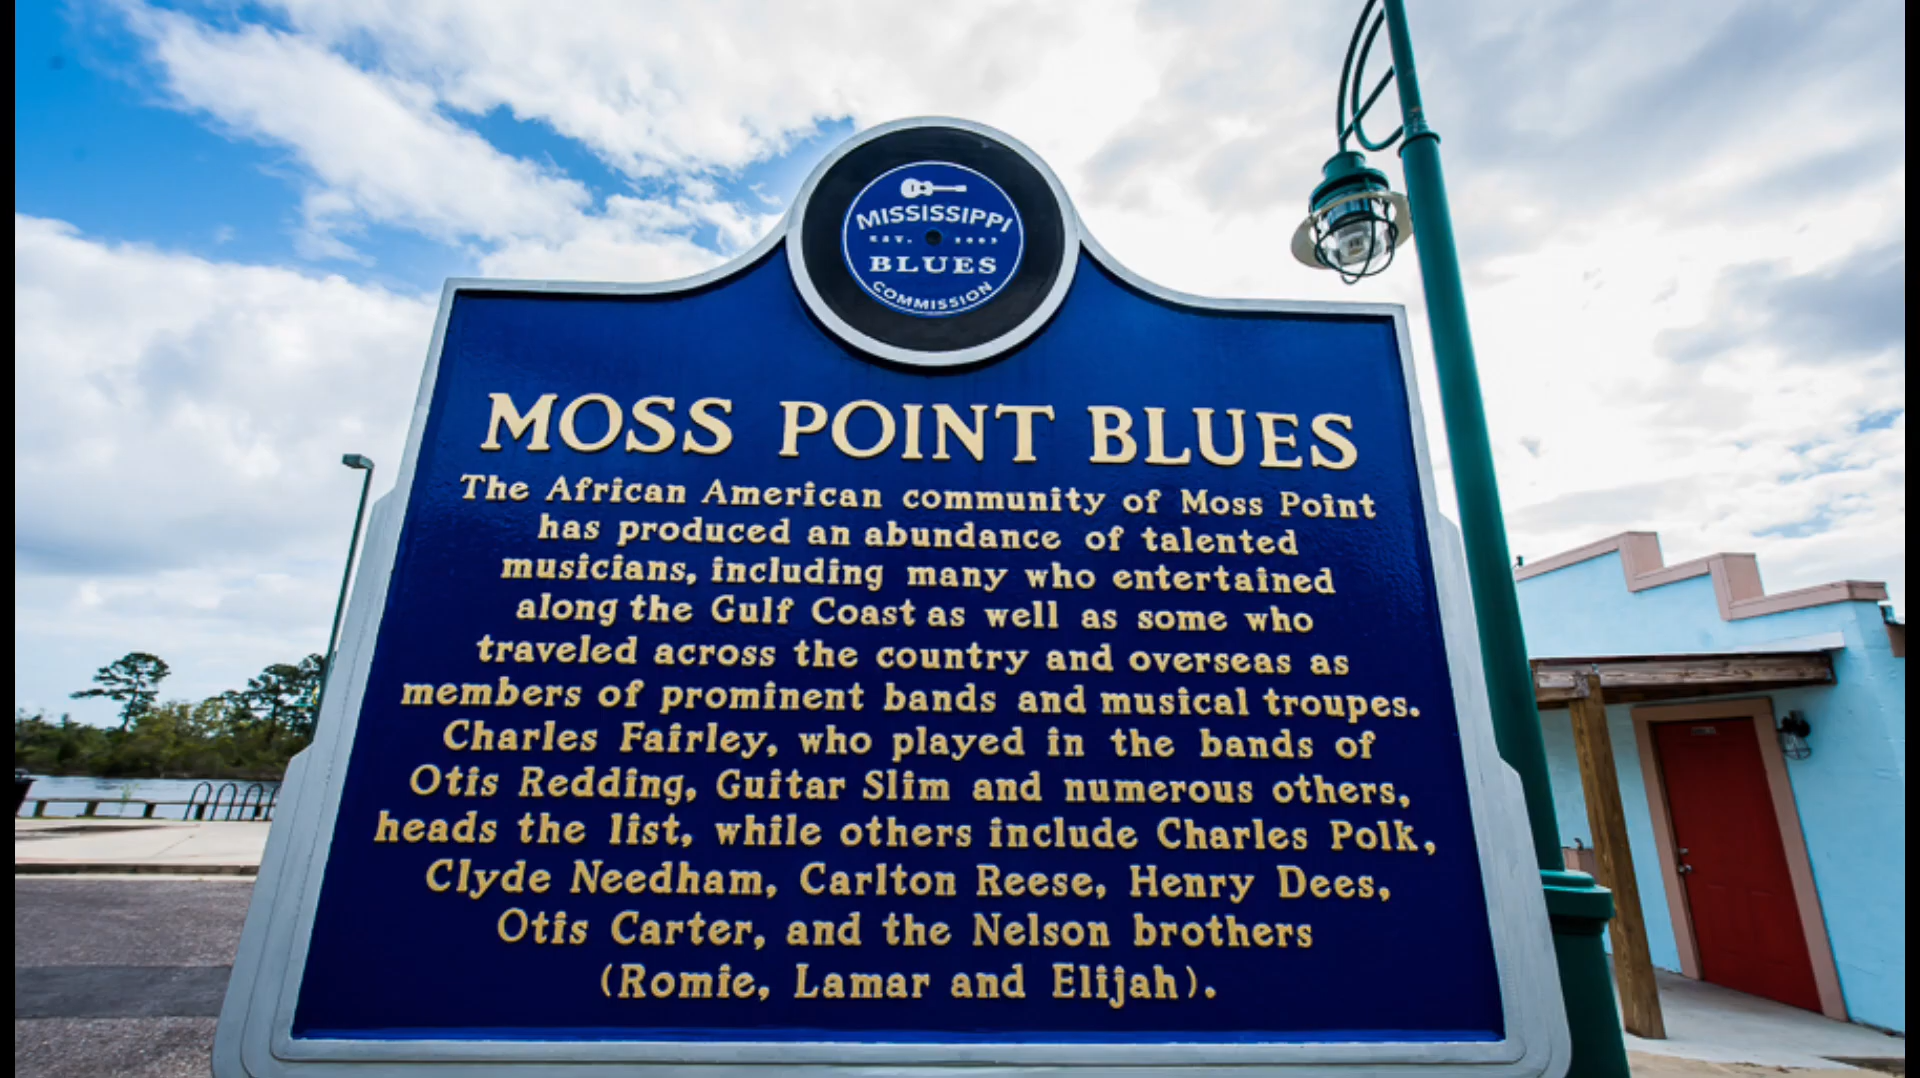 MISSISSIPPI
EST. 2003
BLUES
COMMISSION
MOSS POINT BLUES
The African American community of Moss Point
has produced an abundance of talented
musicians, including many who entertained
along the Gulf Coast as well as some who
traveled across the country and overseas as
members of prominent bands and musical troupes.
Charles Fairley, who played in the bands of
Otis Redding, Guitar Slim and numerous others,
heads the list, while others include Charles Polk,
Clyde Needham, Carlton Reese, Henry Dees,
Otis Carter, and the Nelson brothers
(Romie, Lamar and Elijah).